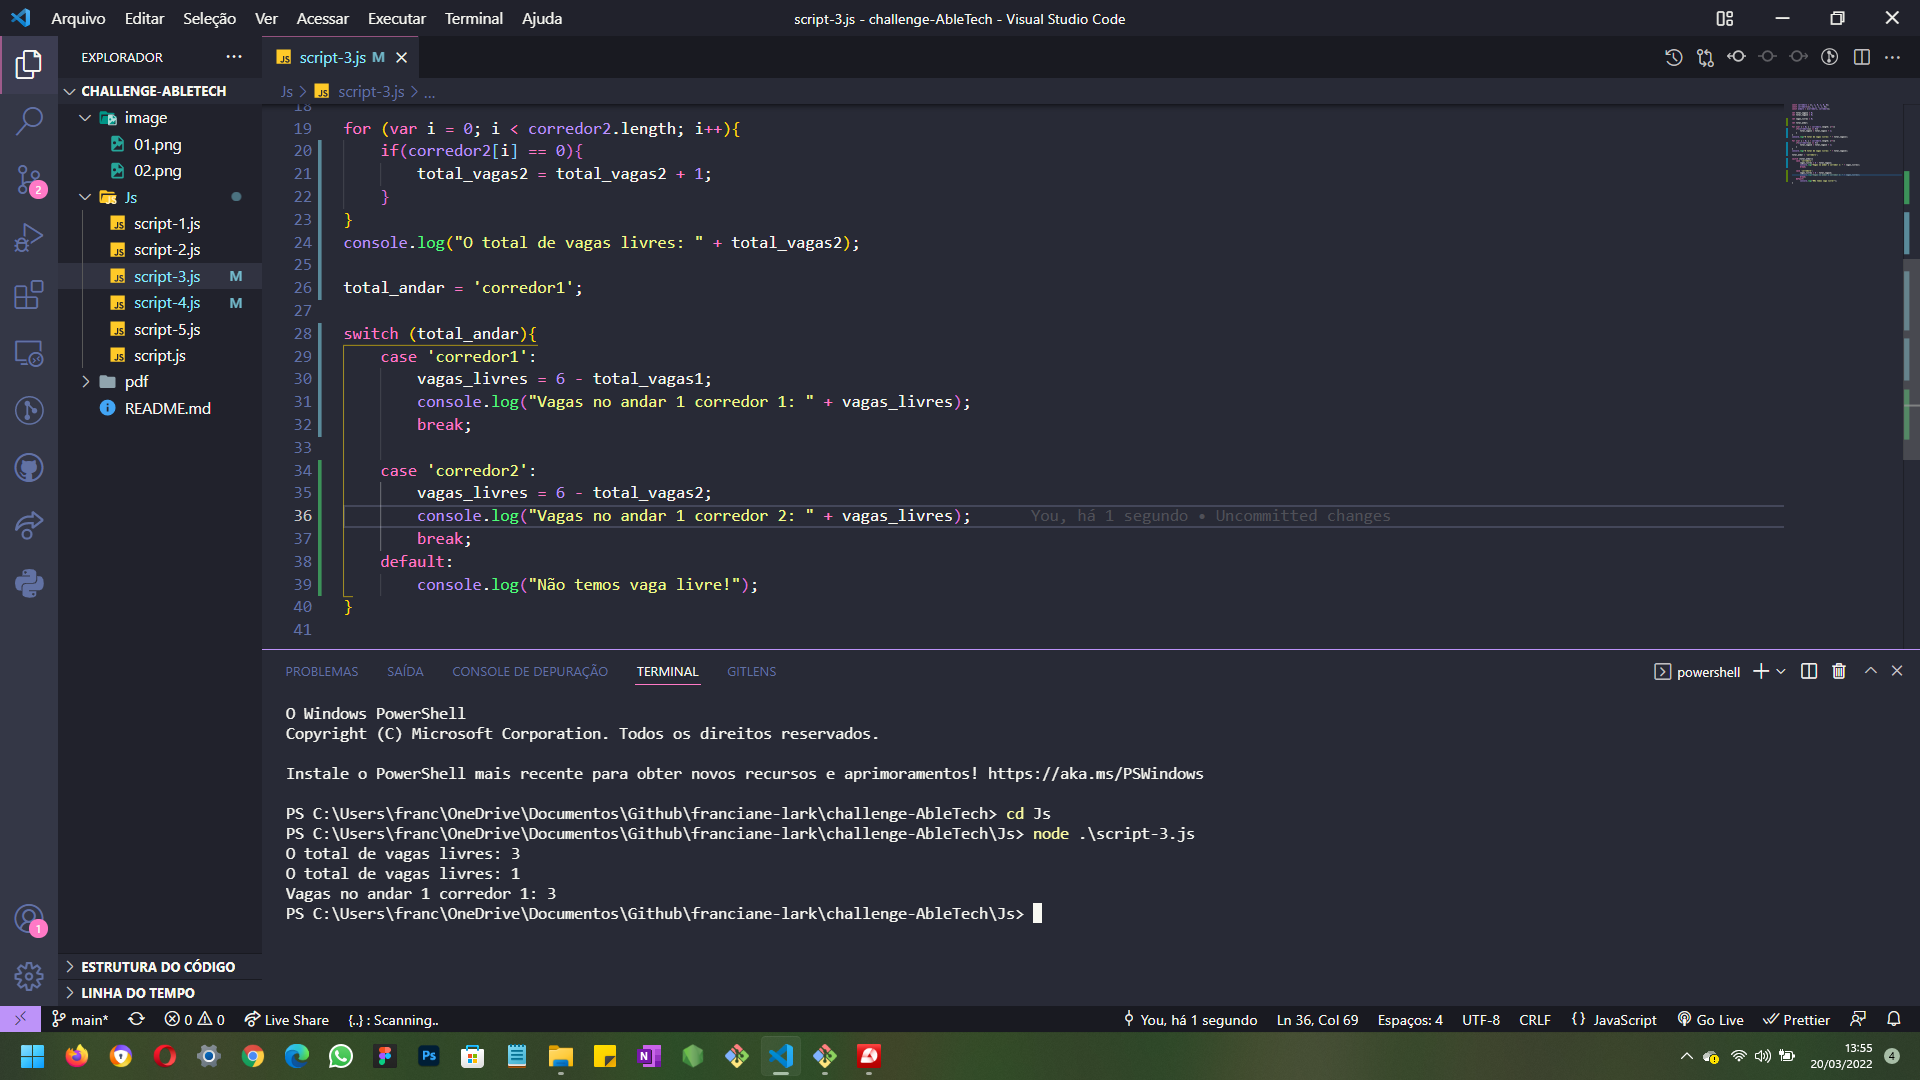 Arquivo Editar Seleção Ver Acessar Executar Terminal Ajuda
script-3.js - challenge-AbleTech - Visual Studio Code
EXPLORADOR
script-3.js M
CHALLENGE-ABLETECH
Js > script-3.js > ...
image
01.png
02.png
Js
script-1.js
script-2.js
script-3.js M
script-4.js M
script-5.js
script.js
pdf
README.md
2
1
18
19 for (var i = 0; i < corredor2.length; i++){
20 if(corredor2[i] == 0){
21 total_vagas2 = total_vagas2 + 1;
22 }
23 }
24 console.log("O total de vagas livres: " + total_vagas2);
25
26 total_andar = 'corredor1';
27
28 switch (total_andar){
29 case 'corredor1':
30 vagas_livres = 6 - total_vagas1;
31 console.log("Vagas no andar 1 corredor 1: " + vagas_livres);
32 break;
33
34 case 'corredor2':
35 vagas_livres = 6 - total_vagas2;
36 console.log("Vagas no andar 1 corredor 2: " + vagas_livres); You, há 1 segundo • Uncommitted changes
37 break;
38 default:
39 console.log("Não temos vaga livre!");
40 }
41
PROBLEMAS SAÍDA CONSOLE DE DEPURAÇÃO TERMINAL GITLENS
powershell
O Windows PowerShell
Copyright (C) Microsoft Corporation. Todos os direitos reservados.
Instale o PowerShell mais recente para obter novos recursos e aprimoramentos! https://aka.ms/PSWindows
PS C:\Users\franc\OneDrive\Documentos\Github\franciane-lark\challenge-AbleTech> cd Js
PS C:\Users\franc\OneDrive\Documentos\Github\franciane-lark\challenge-AbleTech\Js> node .\script-3.js
O total de vagas livres: 3
O total de vagas livres: 1
Vagas no andar 1 corredor 1: 3
PS C:\Users\franc\OneDrive\Documentos\Github\franciane-lark\challenge-AbleTech\Js>
ESTRUTURA DO CÓDIGO
LINHA DO TEMPO
main* 0 0 Live Share {..} : Scanning..
You, há 1 segundo Ln 36, Col 69 Espaços: 4 UTF-8 CRLF {} JavaScript Go Live Prettier
Ps
N
13:55
20/03/2022
4